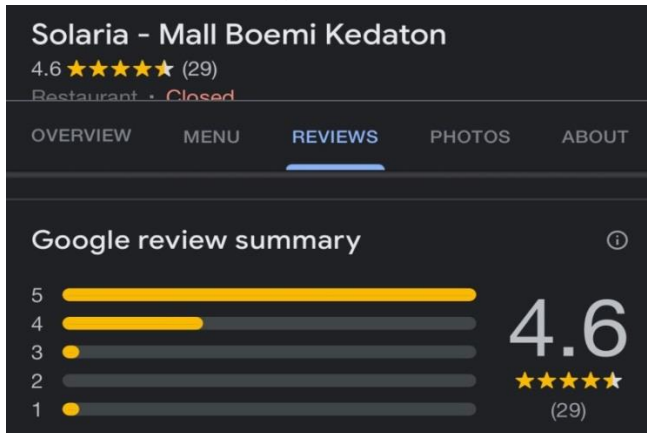 Solaria - Mall Boemi Kedaton
4.6 (29)
Restaurant · Closed
OVERVIEW MENU REVIEWS PHOTOS ABOUT
Google review summary
5
4
3
2
1
4.6
(29)